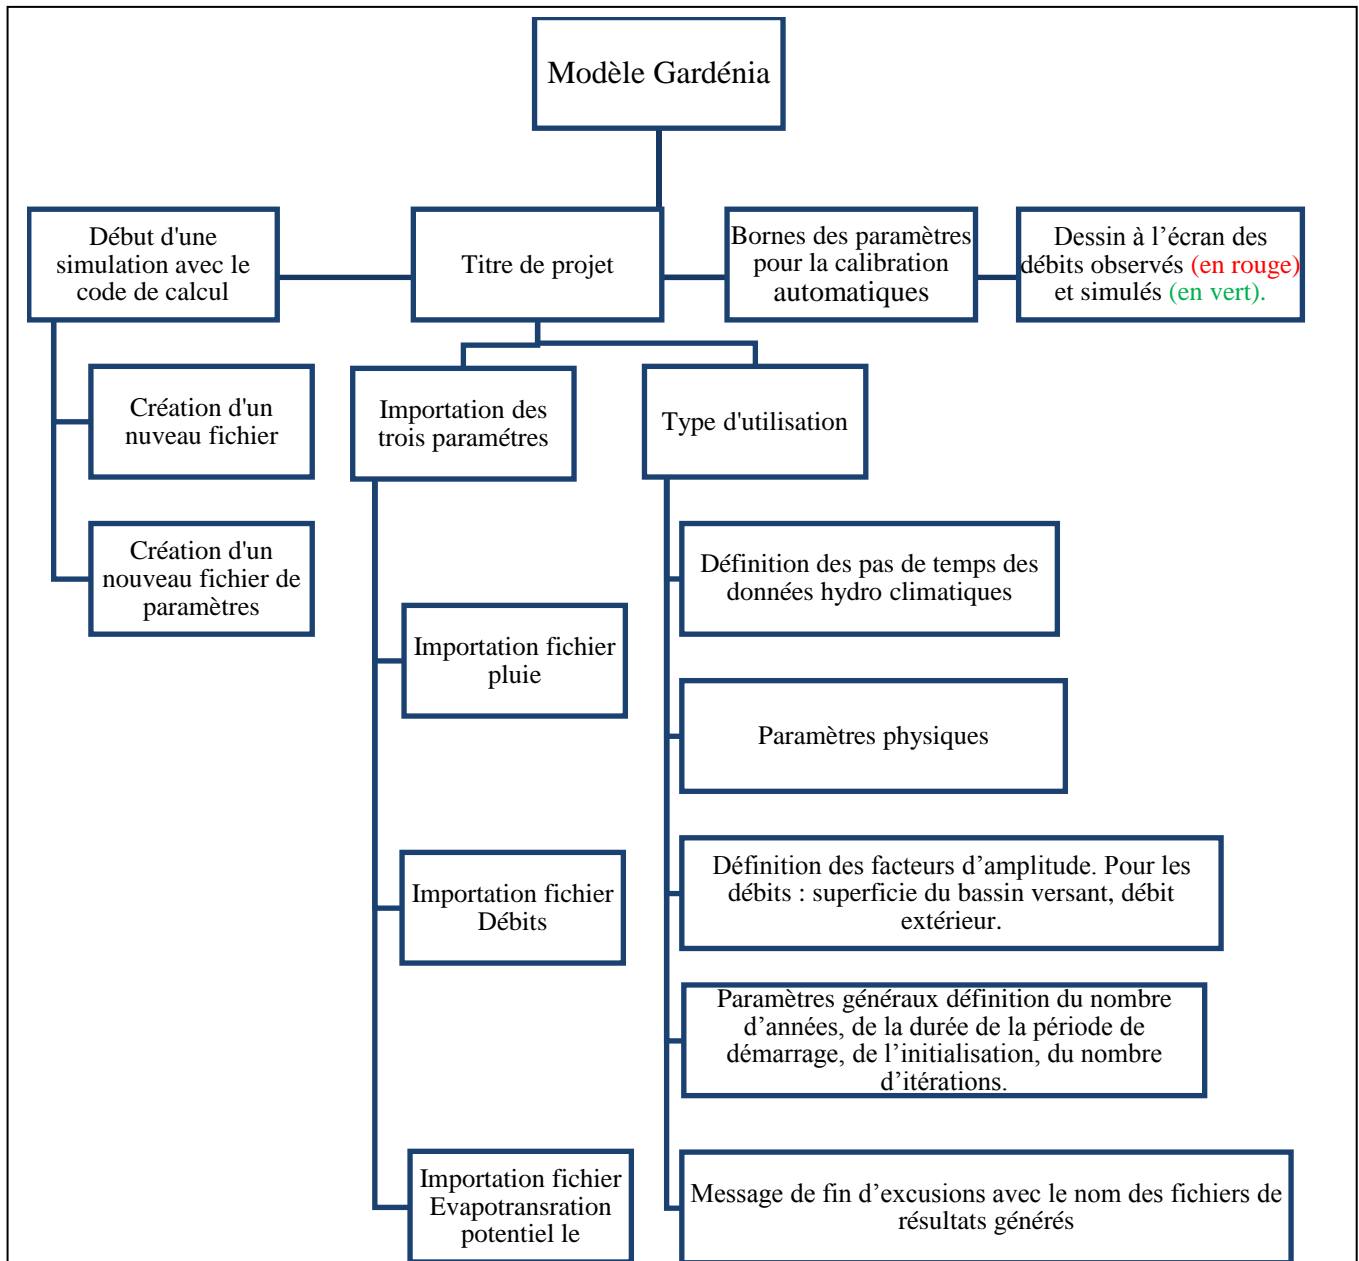 Modèle Gardénia
Début d'une
simulation avec le
code de calcul
Titre de projet
Bornes des paramètres
pour la calibration
automatiques
Dessin à l’écran des
débits observés (en rouge)
et simulés (en vert).
Création d'un
nuveau fichier
Création d'un
nouveau fichier de
paramètres
Importation des
trois paramétres
Importation fichier
pluie
Importation fichier
Débits
Importation fichier
Evapotransration
potentiel le
Type d'utilisation
Définition des pas de temps des
données hydro climatiques
Paramètres physiques
Définition des facteurs d’amplitude. Pour les
débits : superficie du bassin versant, débit
extérieur.
Paramètres généraux définition du nombre
d’années, de la durée de la période de
démarrage, de l’initialisation, du nombre
d’itérations.
Message de fin d’excusions avec le nom des fichiers de
résultats générés